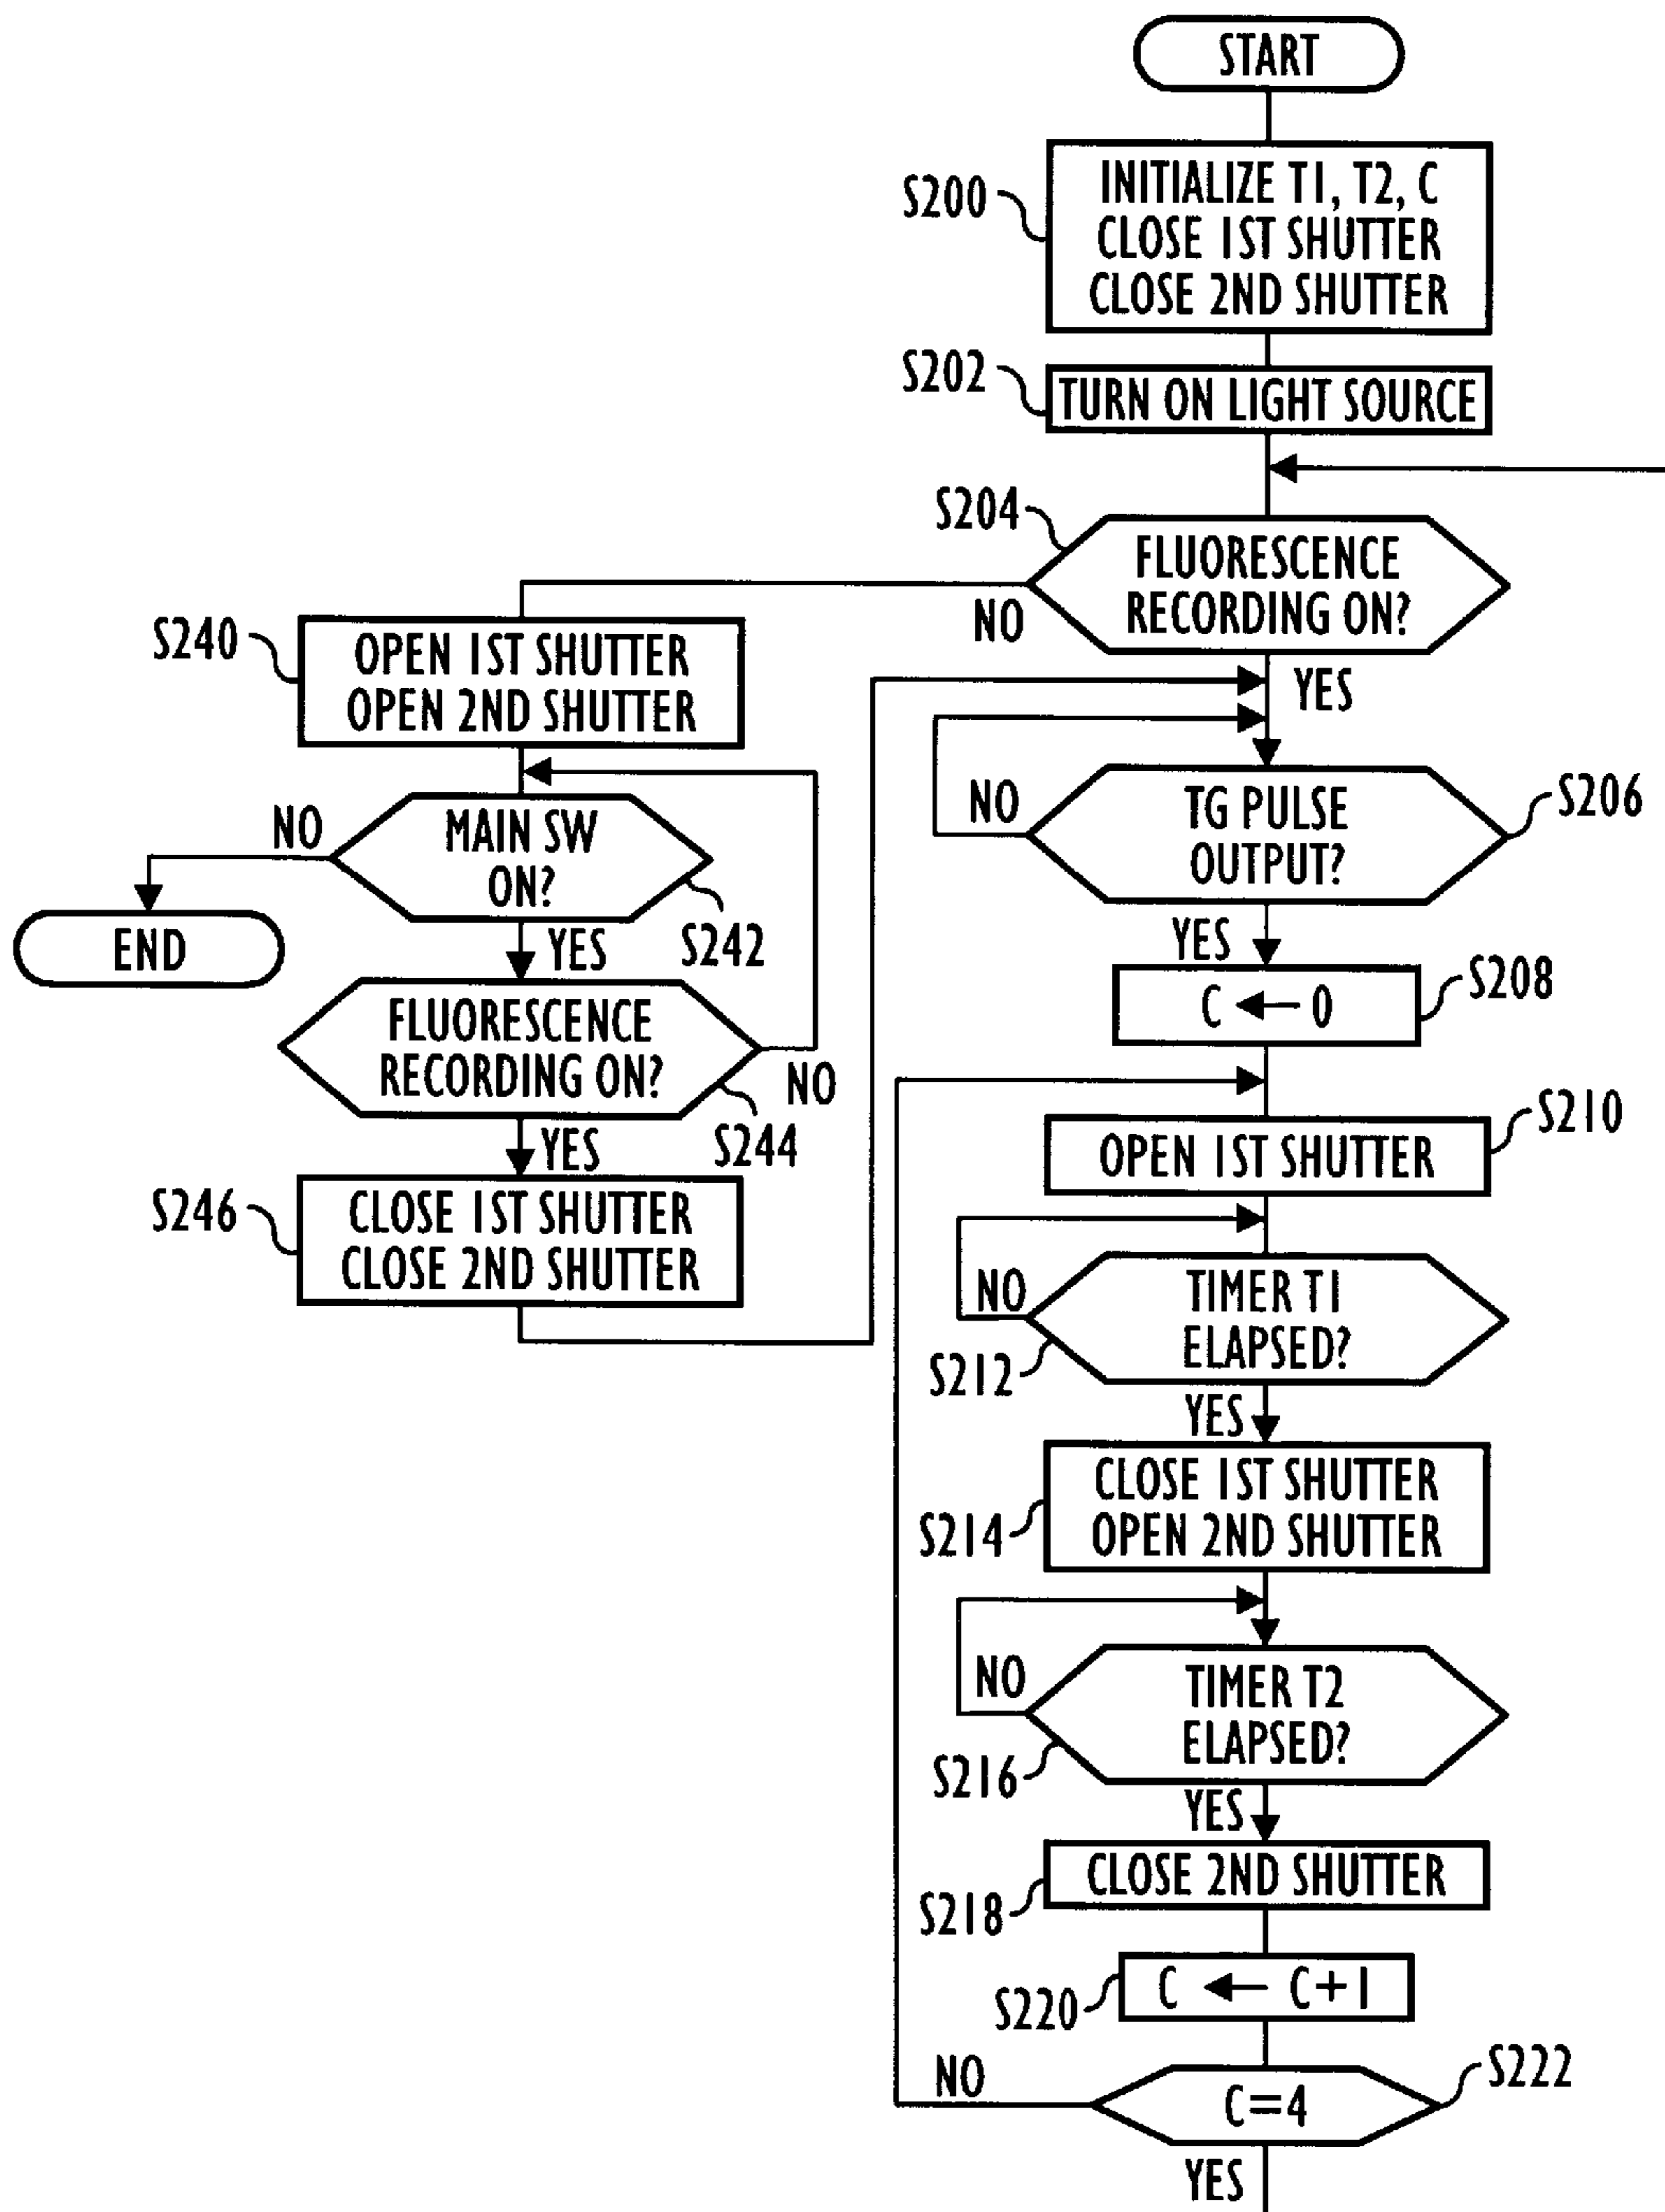 START
S200
INITIALIZE T1, T2, C
CLOSE 1ST SHUTTER
CLOSE 2ND SHUTTER
S202
TURN ON LIGHT SOURCE
S204
FLUORESCENCE
RECORDING ON?
NO
YES
S240
OPEN 1ST SHUTTER
OPEN 2ND SHUTTER
NO
MAIN SW
ON?
S242
END
YES
FLUORESCENCE
RECORDING ON?
NO
S244
YES
S246
CLOSE 1ST SHUTTER
CLOSE 2ND SHUTTER
NO
TG PULSE
OUTPUT?
S206
YES
C ← 0
S208
OPEN 1ST SHUTTER
S210
NO
TIMER T1
ELAPSED?
S212
YES
CLOSE 1ST SHUTTER
OPEN 2ND SHUTTER
S214
NO
TIMER T2
ELAPSED?
S216
YES
CLOSE 2ND SHUTTER
S218
C ← C+1
S220
NO
C=4
S222
YES